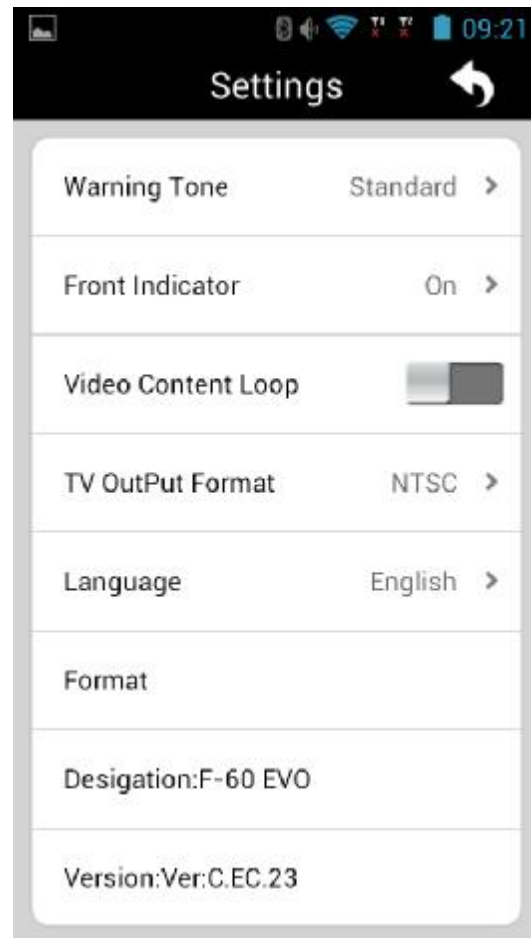 09:21
Settings
Warning Tone Standard >
Front Indicator On >
Video Content Loop
TV OutPut Format NTSC >
Language English >
Format
Desigation:F-60 EVO
Version:Ver:C.EC.23